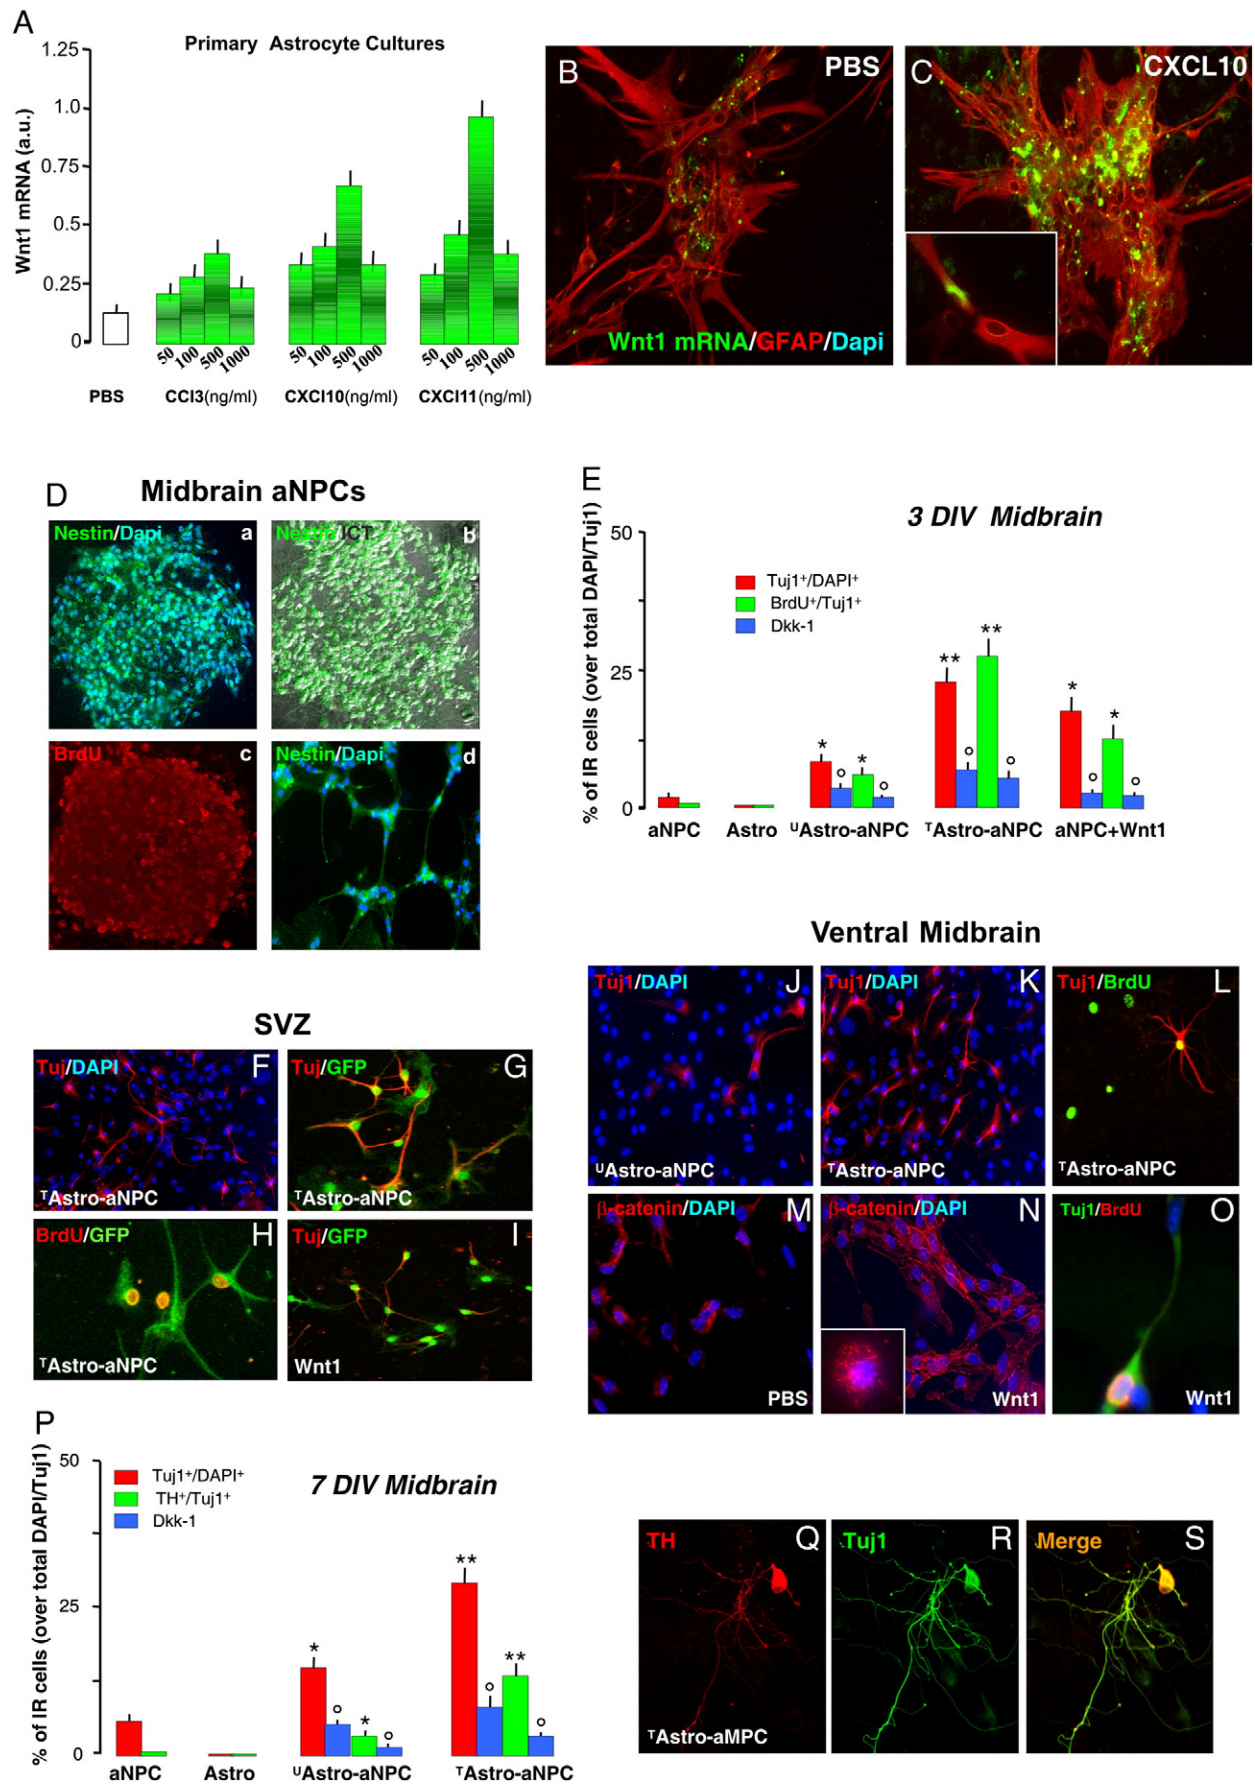 A
Primary Astrocyte Cultures
Wnt1 mRNA (a.u.)
1.25
1.0
0.75
0.5
0.25
0
50 100 500 1000 50 100 500 1000 50 100 500 1000
PBS CCl3(ng/ml) CXCl10(ng/ml) CXCl11(ng/ml)
B PBS
Wnt1 mRNA/GFAP/Dapi
C CXCL10
D Midbrain aNPCs
Nestin/Dapi a
Nestin/ICT b
BrdU c
Nestin/Dapi d
E
3 DIV Midbrain
% of IR cells (over total DAPI/Tuj1)
50
25
0
Tuj1+/DAPI+
BrdU+/Tuj1+
Dkk-1
* ° * °
** ° ** °
* ° * °
aNPC Astro ᵁAstro-aNPC ᵀAstro-aNPC aNPC+Wnt1
SVZ
Tuj/DAPI F
ᵀAstro-aNPC
Tuj/GFP G
ᵀAstro-aNPC
BrdU/GFP H
ᵀAstro-aNPC
Tuj/GFP I
Wnt1
Ventral Midbrain
Tuj1/DAPI J
ᵁAstro-aNPC
Tuj1/DAPI K
ᵀAstro-aNPC
Tuj1/BrdU L
ᵀAstro-aNPC
β-catenin/DAPI M
PBS
β-catenin/DAPI N
Wnt1
Tuj1/BrdU O
Wnt1
P
7 DIV Midbrain
% of IR cells (over total DAPI/Tuj1)
50
25
0
Tuj1+/DAPI+
TH+/Tuj1+
Dkk-1
* ° * °
** ° ** °
aNPC Astro ᵁAstro-aNPC ᵀAstro-aNPC
TH Q
ᵀAstro-aMPC
Tuj1 R
Merge S